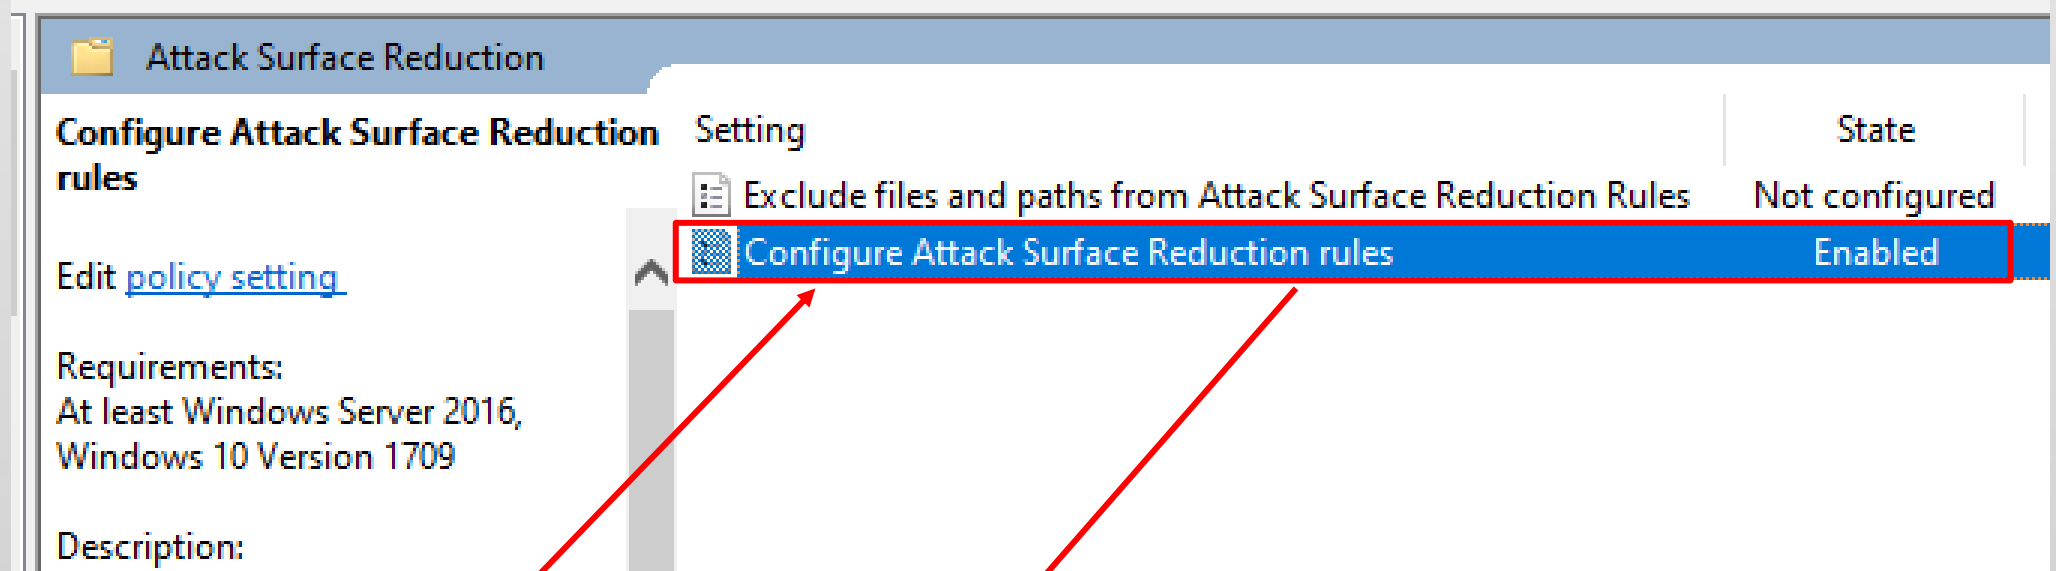 Attack Surface Reduction
Configure Attack Surface Reduction
rules
Edit policy setting
Requirements:
At least Windows Server 2016,
Windows 10 Version 1709
Description:
Setting State
Exclude files and paths from Attack Surface Reduction Rules Not configured
Configure Attack Surface Reduction rules Enabled